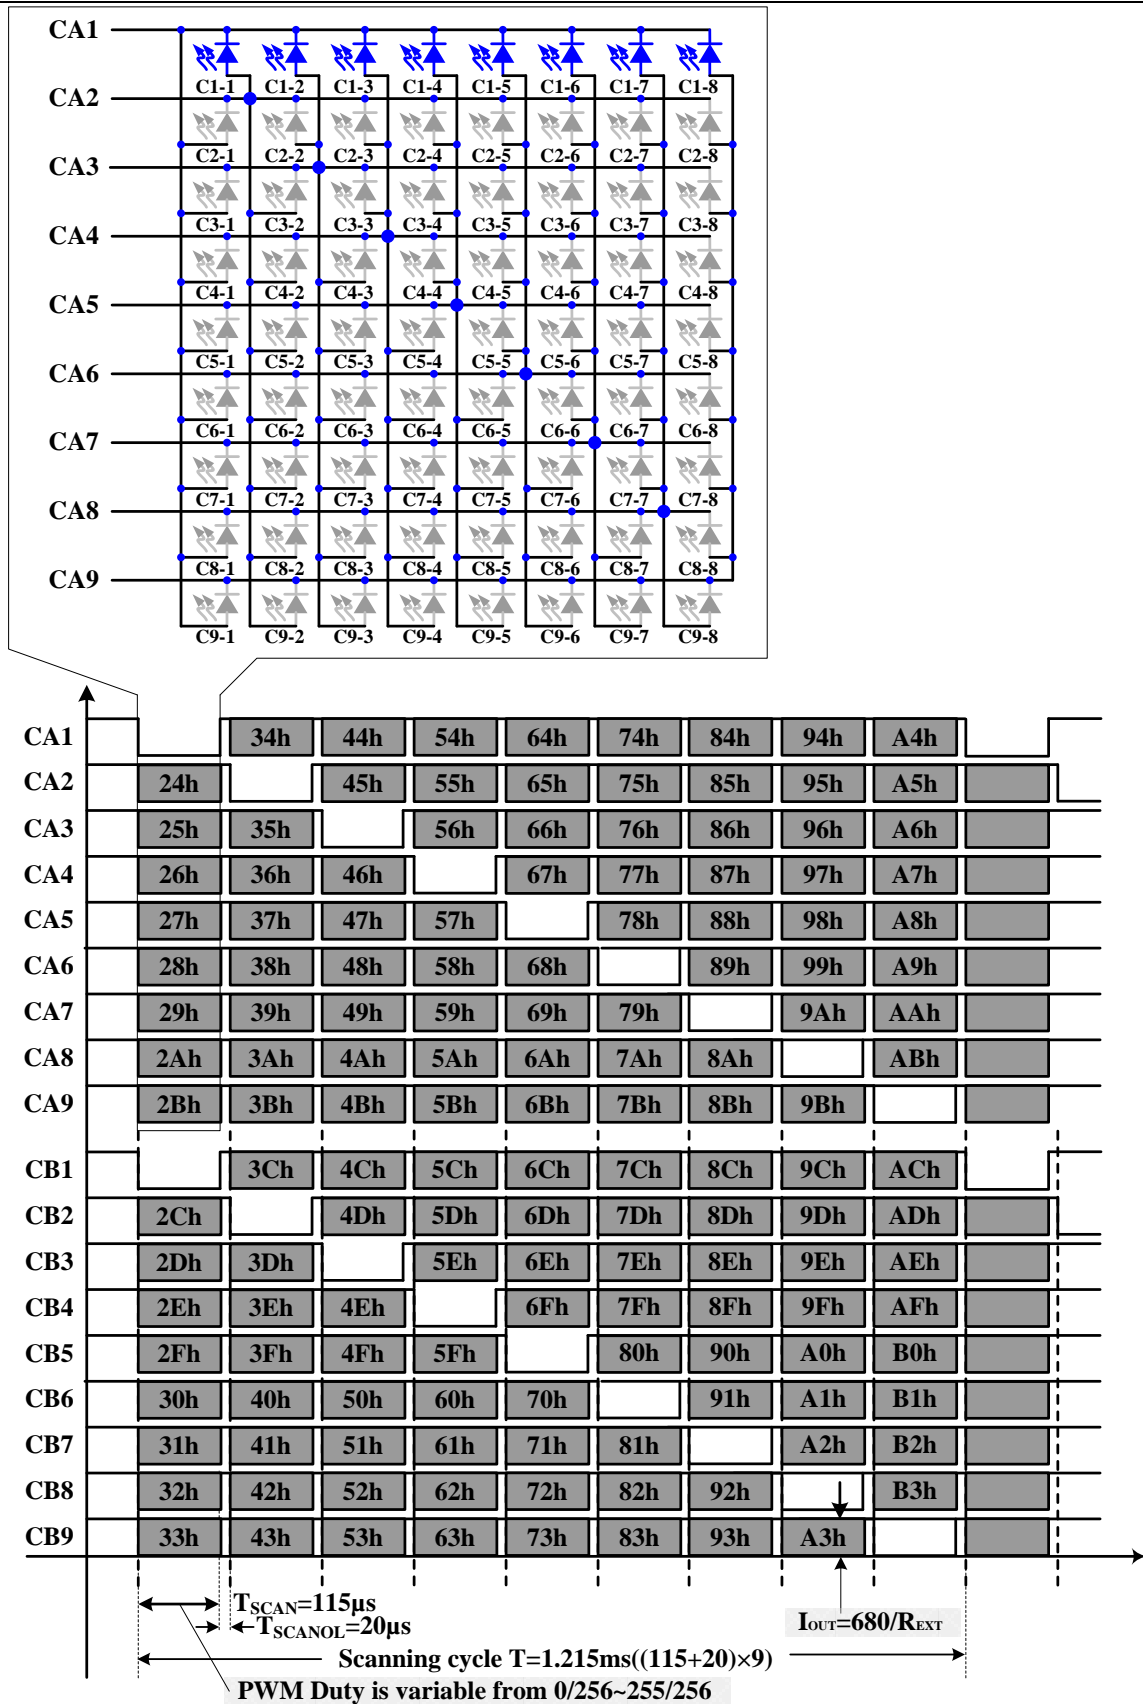 CA1
C1-1 C1-2 C1-3 C1-4 C1-5 C1-6 C1-7 C1-8
CA2
C2-1 C2-2 C2-3 C2-4 C2-5 C2-6 C2-7 C2-8
CA3
C3-1 C3-2 C3-3 C3-4 C3-5 C3-6 C3-7 C3-8
CA4
C4-1 C4-2 C4-3 C4-4 C4-5 C4-6 C4-7 C4-8
CA5
C5-1 C5-2 C5-3 C5-4 C5-5 C5-6 C5-7 C5-8
CA6
C6-1 C6-2 C6-3 C6-4 C6-5 C6-6 C6-7 C6-8
CA7
C7-1 C7-2 C7-3 C7-4 C7-5 C7-6 C7-7 C7-8
CA8
C8-1 C8-2 C8-3 C8-4 C8-5 C8-6 C8-7 C8-8
CA9
C9-1 C9-2 C9-3 C9-4 C9-5 C9-6 C9-7 C9-8
CA1 34h 44h 54h 64h 74h 84h 94h A4h
CA2 24h 45h 55h 65h 75h 85h 95h A5h
CA3 25h 35h 56h 66h 76h 86h 96h A6h
CA4 26h 36h 46h 67h 77h 87h 97h A7h
CA5 27h 37h 47h 57h 78h 88h 98h A8h
CA6 28h 38h 48h 58h 68h 89h 99h A9h
CA7 29h 39h 49h 59h 69h 79h 9Ah AAh
CA8 2Ah 3Ah 4Ah 5Ah 6Ah 7Ah 8Ah ABh
CA9 2Bh 3Bh 4Bh 5Bh 6Bh 7Bh 8Bh 9Bh
CB1 3Ch 4Ch 5Ch 6Ch 7Ch 8Ch 9Ch ACh
CB2 2Ch 4Dh 5Dh 6Dh 7Dh 8Dh 9Dh ADh
CB3 2Dh 3Dh 5Eh 6Eh 7Eh 8Eh 9Eh AEh
CB4 2Eh 3Eh 4Eh 6Fh 7Fh 8Fh 9Fh AFh
CB5 2Fh 3Fh 4Fh 5Fh 80h 90h A0h B0h
CB6 30h 40h 50h 60h 70h 91h A1h B1h
CB7 31h 41h 51h 61h 71h 81h A2h B2h
CB8 32h 42h 52h 62h 72h 82h 92h B3h
CB9 33h 43h 53h 63h 73h 83h 93h A3h
TSCAN=115µs
TSCANOL=20µs
IOUT=680/REXT
Scanning cycle T=1.215ms((115+20)×9)
PWM Duty is variable from 0/256~255/256